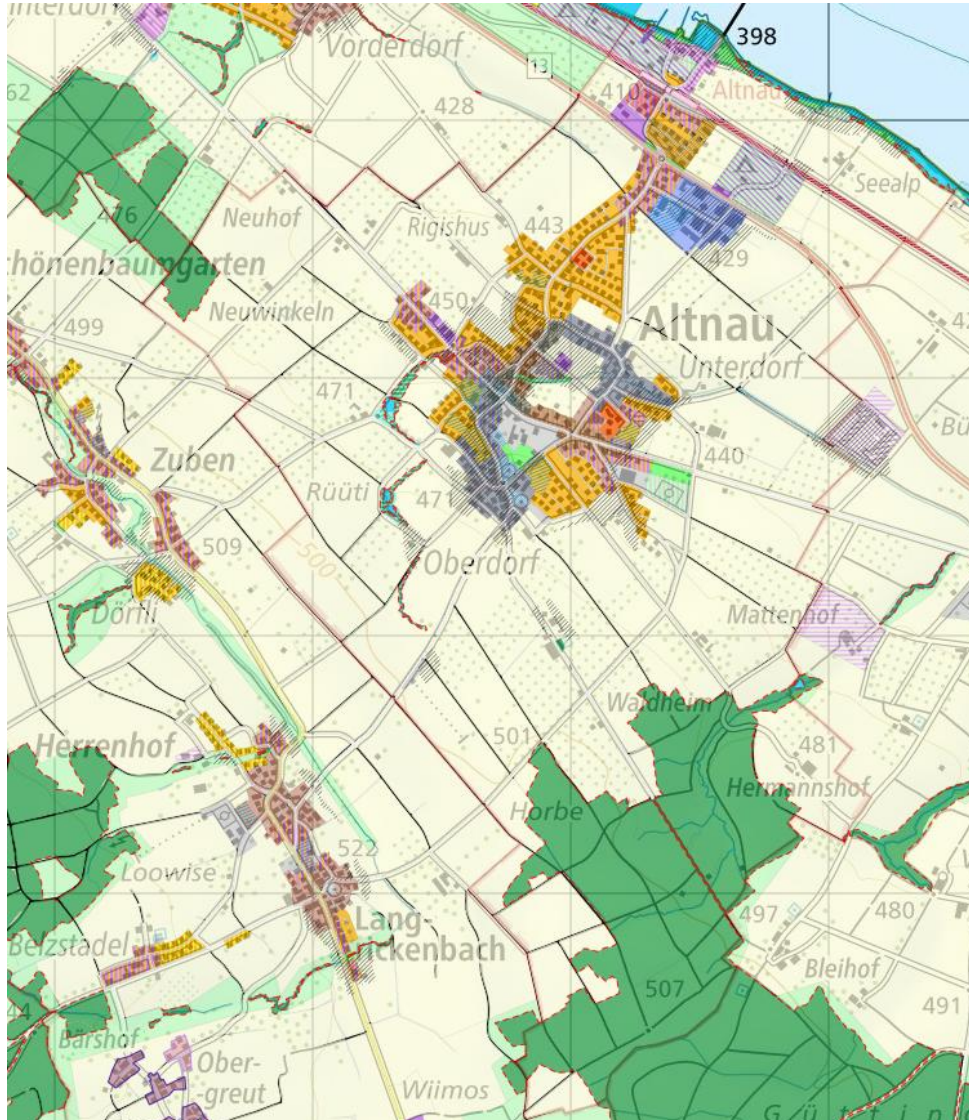 Vorderdorf
398
13
Altnau
410
62
428
Seealp
476
Neuhof
Rigishus
443
429
chönenbaumgarten
Neuwinkeln
450
Altnau
499
Unterdorf
471
Zuben
440
Rüüti
471
509
500
Oberdorf
Dörfli
Mattenhof
Waldheim
501
Herrenhof
481
Hermannshof
Horbe
522
Loowise
497
480
Lang-
rickenbach
Belzstadel
Bleihof
507
491
44
Bärshof
Ober-
-greut
Wiimos